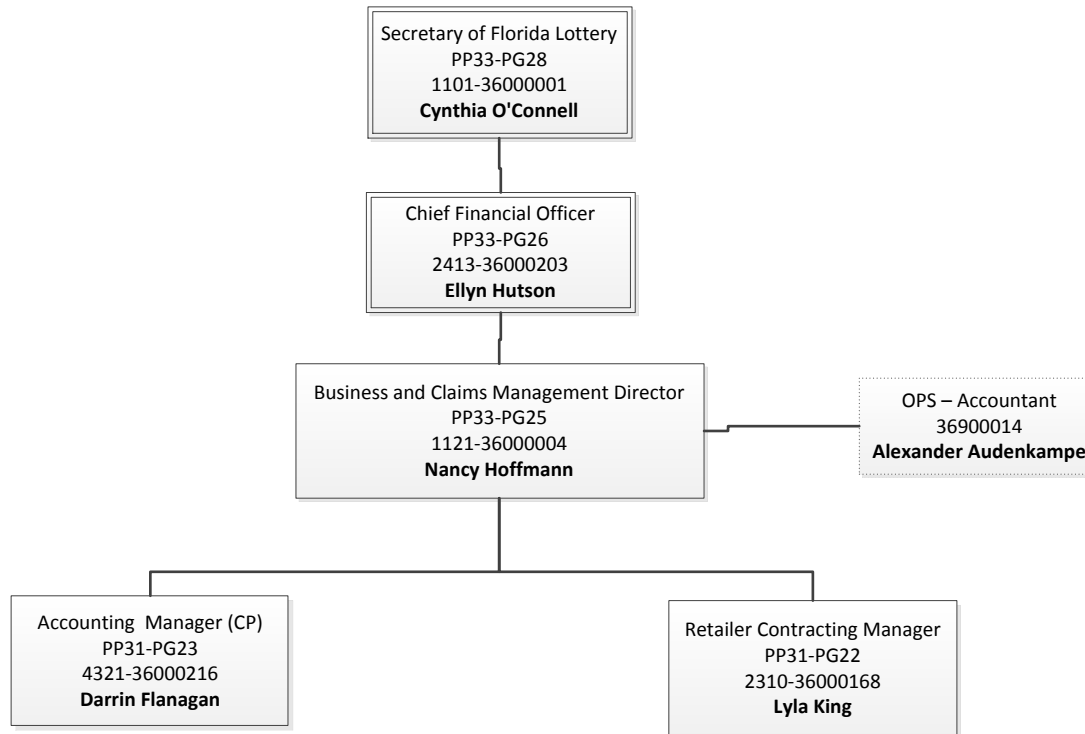 Secretary of Florida Lottery
PP33-PG28
1101-36000001
Cynthia O'Connell
Chief Financial Officer
PP33-PG26
2413-36000203
Ellyn Hutson
Business and Claims Management Director
PP33-PG25
1121-36000004
Nancy Hoffmann
OPS – Accountant
36900014
Alexander Audenkampe
Accounting  Manager (CP)
PP31-PG23
4321-36000216
Darrin Flanagan
Retailer Contracting Manager
PP31-PG22
2310-36000168
Lyla King